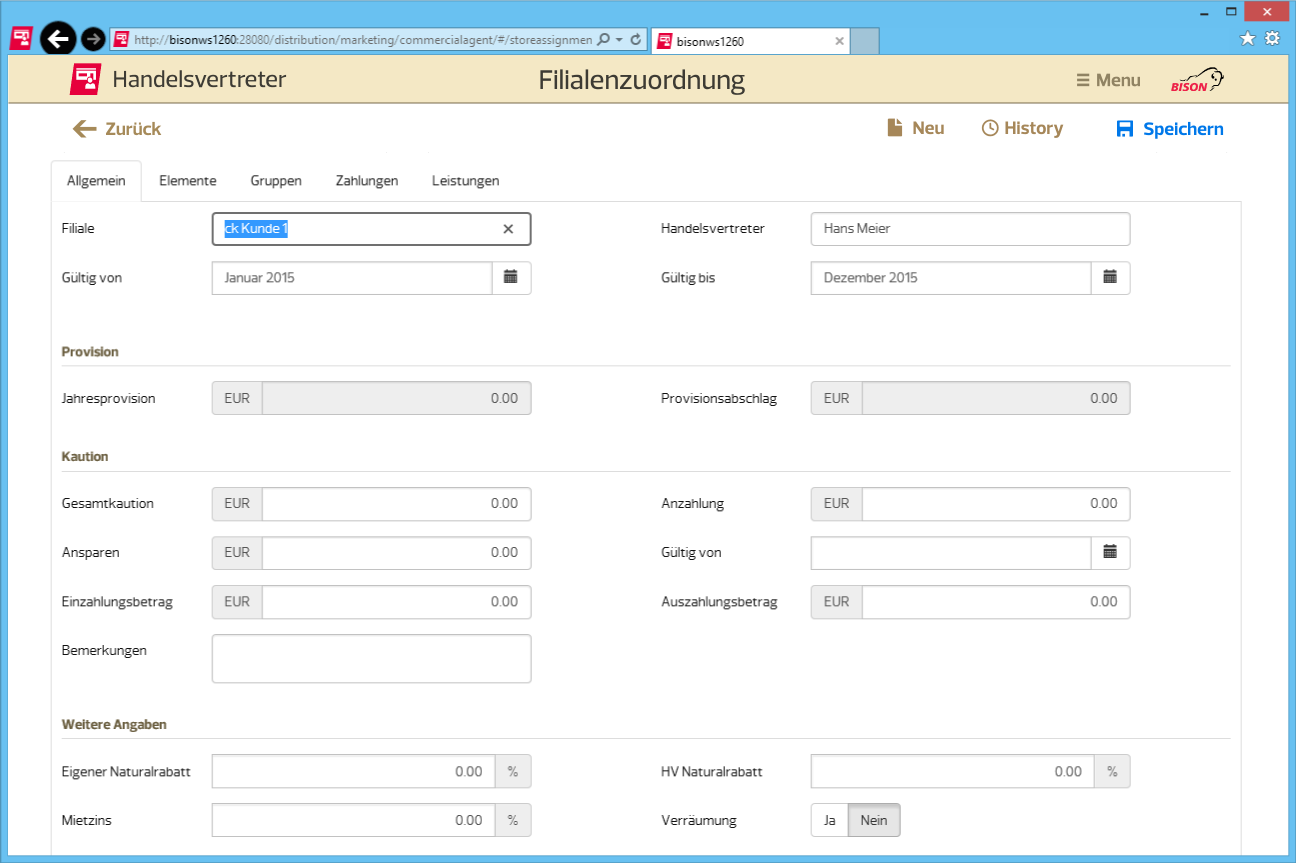 http://bisonws1260:28080/distribution/marketing/commercialagent/#/storeassignmen
bisonws1260
Handelsvertreter
Filialenzuordnung
Menu
BISON
Zurück
Neu
History
Speichern
Allgemein
Elemente
Gruppen
Zahlungen
Leistungen
Filiale
ck Kunde 1
Handelsvertreter
Hans Meier
Gültig von
Januar 2015
Gültig bis
Dezember 2015
Provision
Jahresprovision
EUR
0.00
Provisionsabschlag
EUR
0.00
Kaution
Gesamtkaution
EUR
0.00
Anzahlung
EUR
0.00
Ansparen
EUR
0.00
Gültig von
Einzahlungsbetrag
EUR
0.00
Auszahlungsbetrag
EUR
0.00
Bemerkungen
Weitere Angaben
Eigener Naturalrabatt
0.00
%
HV Naturalrabatt
0.00
%
Mietzins
0.00
%
Verräumung
Ja
Nein